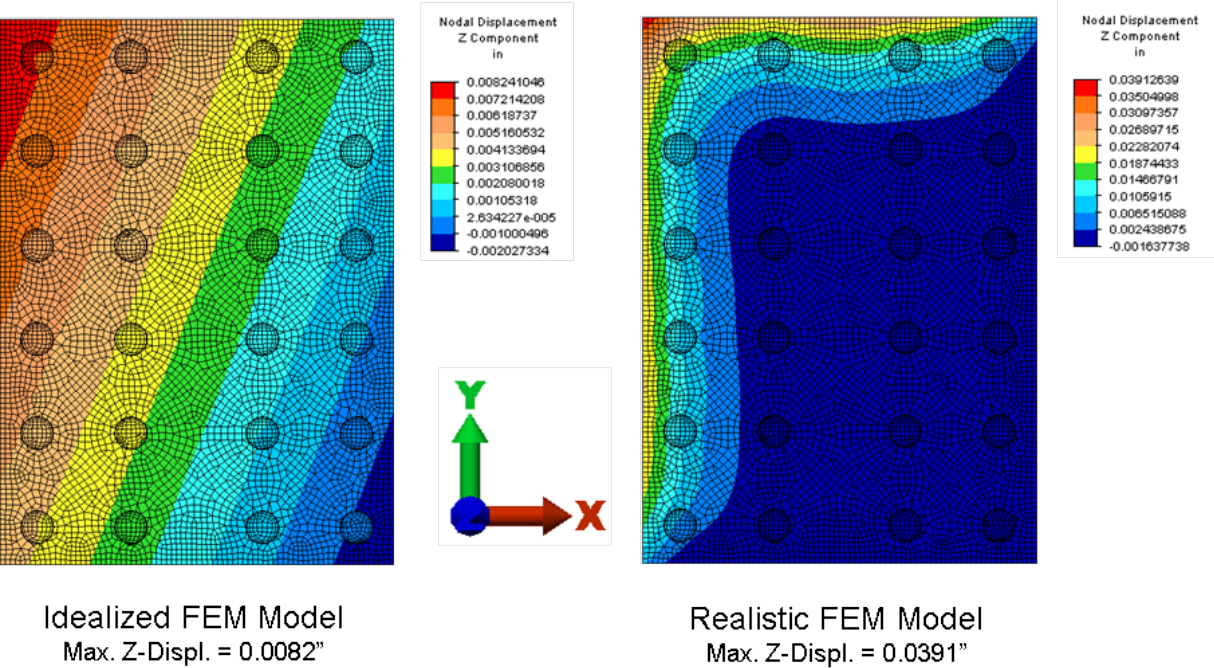 Nodal Displacement
Z Component
in
0.008241046
0.007214208
0.00618737
0.005160532
0.004133694
0.003106856
0.002080018
0.00105318
2.634227e-005
-0.001000496
-0.002027334
Nodal Displacement
Z Component
in
0.03912639
0.03504998
0.03097357
0.02689715
0.02282074
0.01874433
0.01466791
0.0105915
0.006515088
0.002438675
-0.001637738
Y
X
Z
Idealized FEM Model
Max. Z-Displ. = 0.0082”
Realistic FEM Model
Max. Z-Displ. = 0.0391”